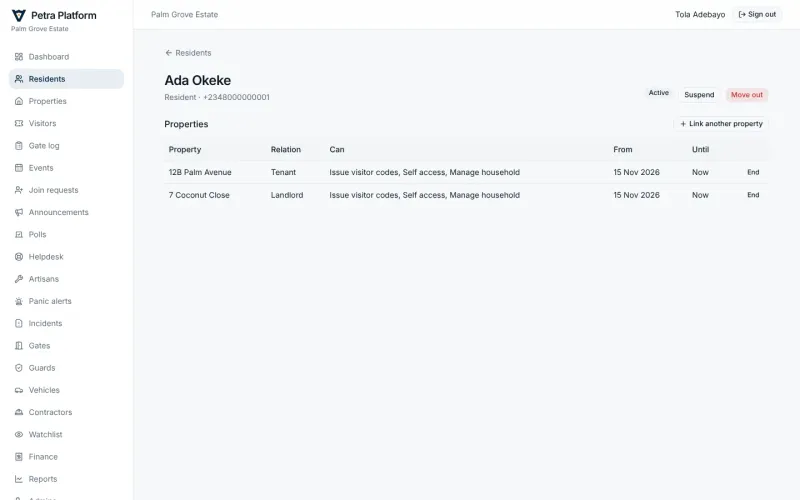 Petra Platform
Palm Grove Estate
Dashboard
Residents
Properties
Visitors
Gate log
Events
Join requests
Announcements
Polls
Helpdesk
Artisans
Panic alerts
Incidents
Gates
Guards
Vehicles
Contractors
Watchlist
Finance
Reports
Palm Grove Estate
Tola Adebayo
Sign out
← Residents
Ada Okeke
Resident · +2348000000001
Active
Suspend
Move out
Properties
+ Link another property
Property Relation Can From Until
12B Palm Avenue Tenant Issue visitor codes, Self access, Manage household 15 Nov 2026 Now End
7 Coconut Close Landlord Issue visitor codes, Self access, Manage household 15 Nov 2026 Now End